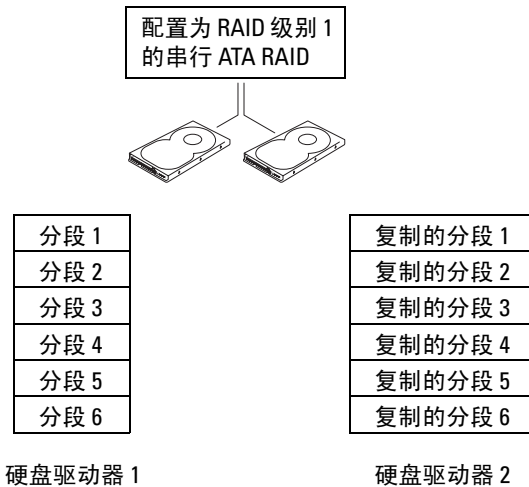 配置为 RAID 级别 1
的串行 ATA RAID
分段 1
复制的分段 1
分段 2
复制的分段 2
分段 3
复制的分段 3
分段 4
复制的分段 4
分段 5
复制的分段 5
分段 6
复制的分段 6
硬盘驱动器 1
硬盘驱动器 2